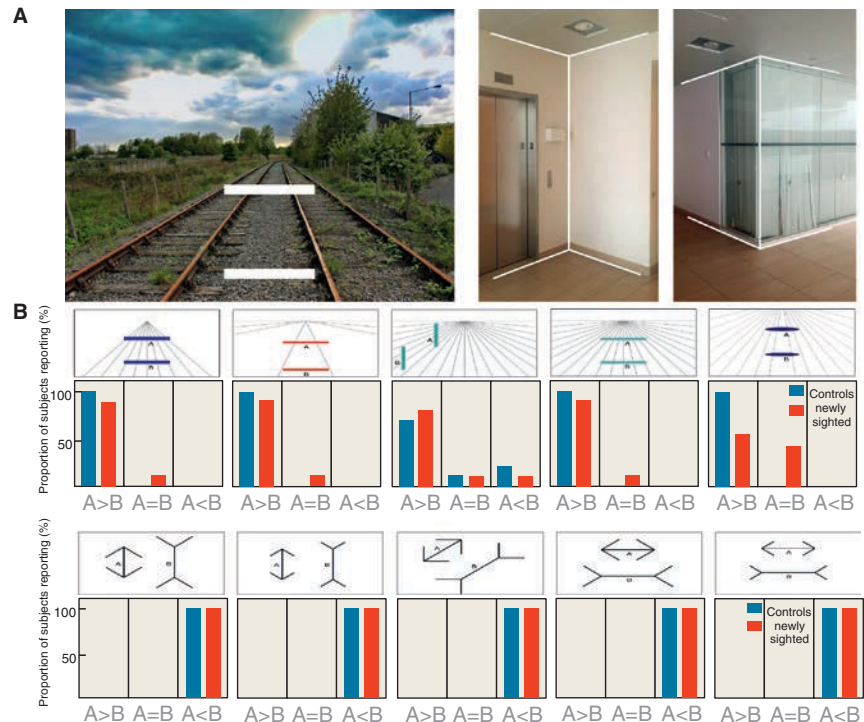 A
B
Proportion of subjects reporting (%)
A
B
A
B
A
B
A
B
A
B
100
50
Controls
newly
sighted
A>B A=B A<B A>B A=B A<B A>B A=B A<B A>B A=B A<B A>B A=B A<B
Proportion of subjects reporting (%)
A B
A B
A
B
A
B
A
B
100
50
Controls
newly
sighted
A>B A=B A<B A>B A=B A<B A>B A=B A<B A>B A=B A<B A>B A=B A<B